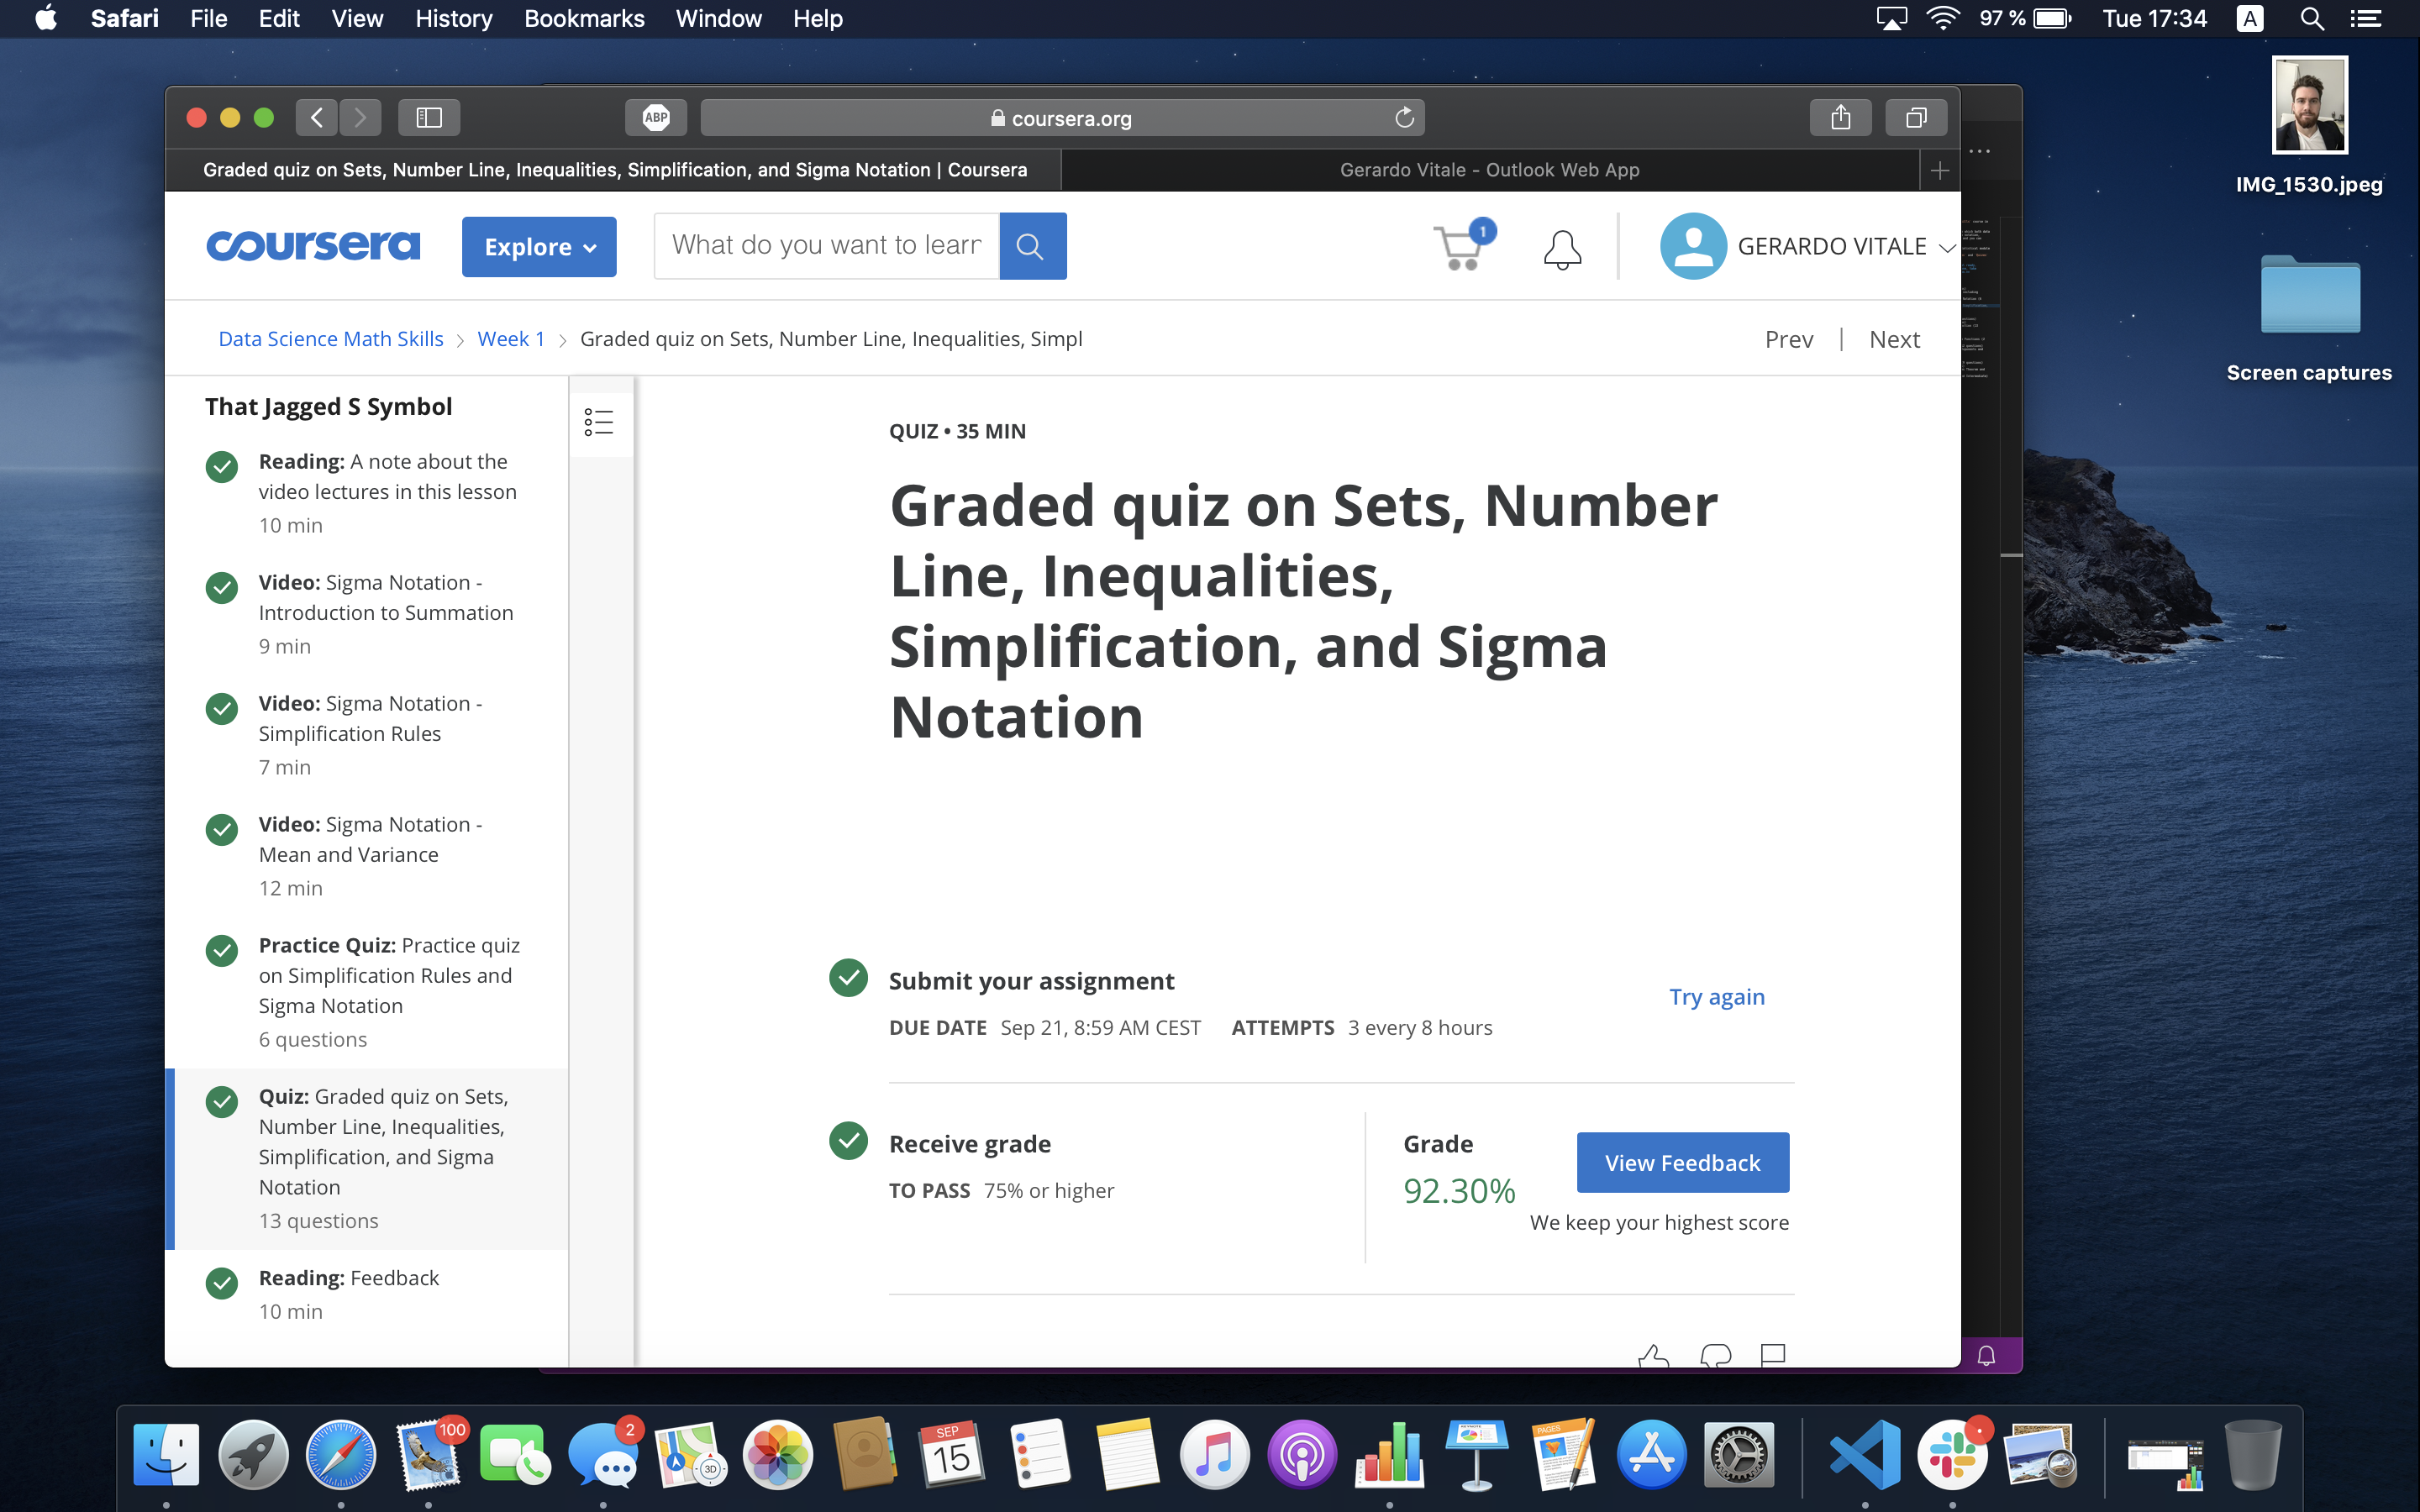 Safari File Edit View History Bookmarks Window Help
97 % Tue 17:34 A
IMG_1530.jpeg
Screen captures
ABP
coursera.org
Graded quiz on Sets, Number Line, Inequalities, Simplification, and Sigma Notation | Coursera
Gerardo Vitale - Outlook Web App
coursera
Explore
What do you want to learn
1
GERARDO VITALE
Data Science Math Skills > Week 1 > Graded quiz on Sets, Number Line, Inequalities, Simpl
Prev | Next
That Jagged S Symbol
Reading: A note about the
video lectures in this lesson
10 min
Video: Sigma Notation -
Introduction to Summation
9 min
Video: Sigma Notation -
Simplification Rules
7 min
Video: Sigma Notation -
Mean and Variance
12 min
Practice Quiz: Practice quiz
on Simplification Rules and
Sigma Notation
6 questions
Quiz: Graded quiz on Sets,
Number Line, Inequalities,
Simplification, and Sigma
Notation
13 questions
Reading: Feedback
10 min
QUIZ • 35 MIN
Graded quiz on Sets, Number
Line, Inequalities,
Simplification, and Sigma
Notation
Submit your assignment
Try again
DUE DATE Sep 21, 8:59 AM CEST ATTEMPTS 3 every 8 hours
Receive grade
TO PASS 75% or higher
Grade
92.30%
View Feedback
We keep your highest score
100
2
3D
SEP
15
PAGES